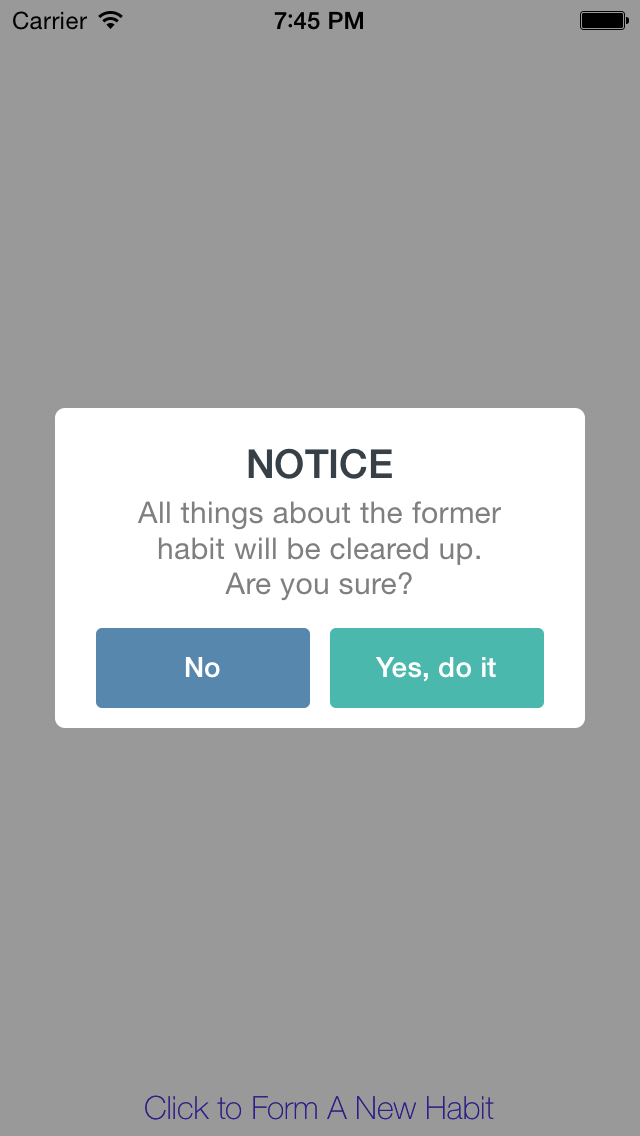 Carrier 7:45 PM
NOTICE
All things about the former
habit will be cleared up.
Are you sure?
No Yes, do it
Click to Form A New Habit